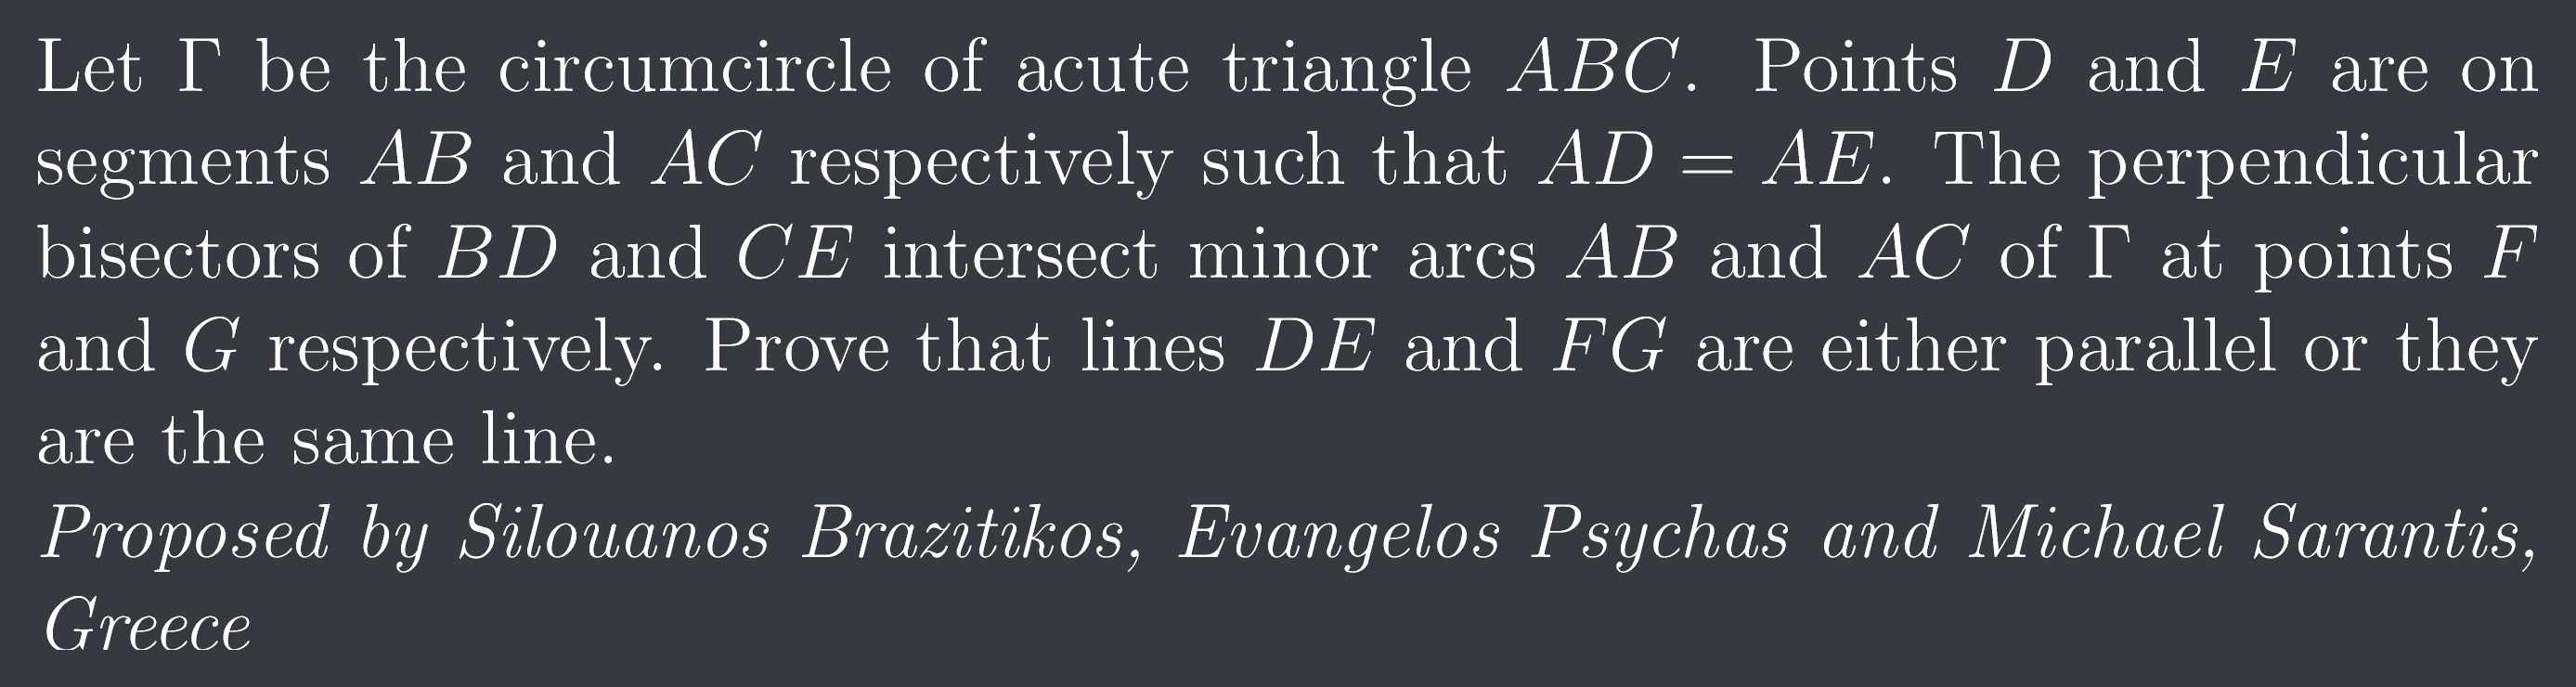 Let Γ be the circumcircle of acute triangle ABC. Points D and E are on
segments AB and AC respectively such that AD = AE. The perpendicular
bisectors of BD and CE intersect minor arcs AB and AC of Γ at points F
and G respectively. Prove that lines DE and FG are either parallel or they
are the same line.
Proposed by Silouanos Brazitikos, Evangelos Psychas and Michael Sarantis,
Greece